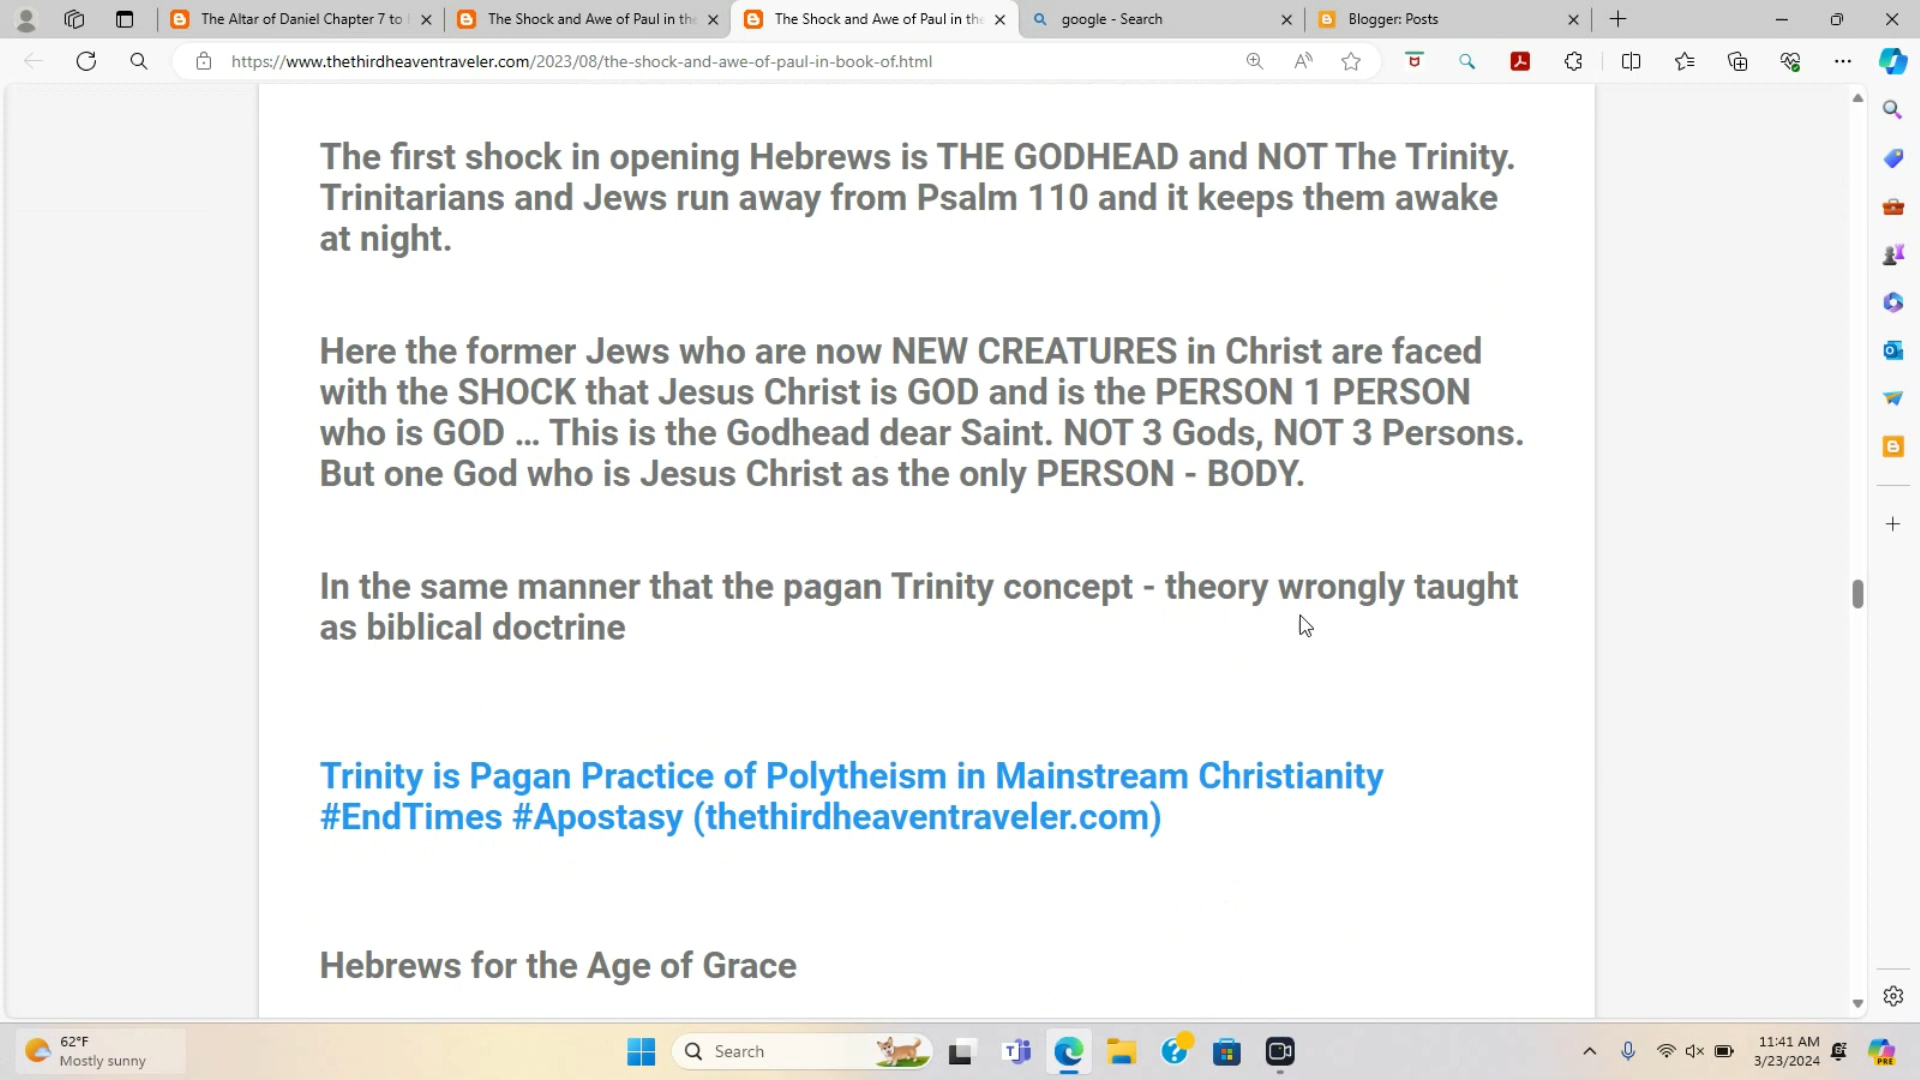 The Altar of Daniel Chapter 7 to
The Shock and Awe of Paul in the
The Shock and Awe of Paul in the
google - Search
Blogger: Posts
https://www.thethirdheaventraveler.com/2023/08/the-shock-and-awe-of-paul-in-book-of.html
The first shock in opening Hebrews is THE GODHEAD and NOT The Trinity.
Trinitarians and Jews run away from Psalm 110 and it keeps them awake
at night.
Here the former Jews who are now NEW CREATURES in Christ are faced
with the SHOCK that Jesus Christ is GOD and is the PERSON 1 PERSON
who is GOD ... This is the Godhead dear Saint. NOT 3 Gods, NOT 3 Persons.
But one God who is Jesus Christ as the only PERSON - BODY.
In the same manner that the pagan Trinity concept - theory wrongly taught
as biblical doctrine
Trinity is Pagan Practice of Polytheism in Mainstream Christianity
#EndTimes #Apostasy (thethirdheaventraveler.com)
Hebrews for the Age of Grace
62°F
Mostly sunny
Search
11:41 AM
3/23/2024
PRE